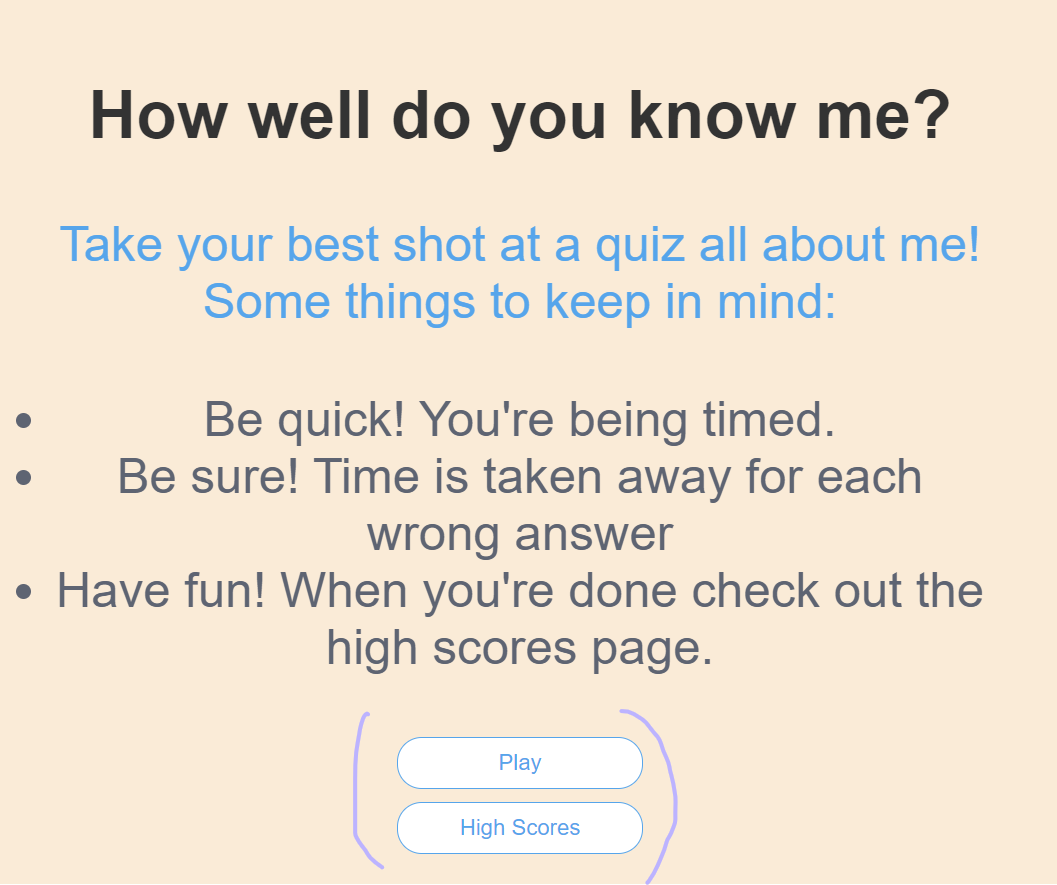 How well do you know me?
Take your best shot at a quiz all about me!
Some things to keep in mind:
• Be quick! You're being timed.
• Be sure! Time is taken away for each
wrong answer
• Have fun! When you're done check out the
high scores page.
Play
High Scores